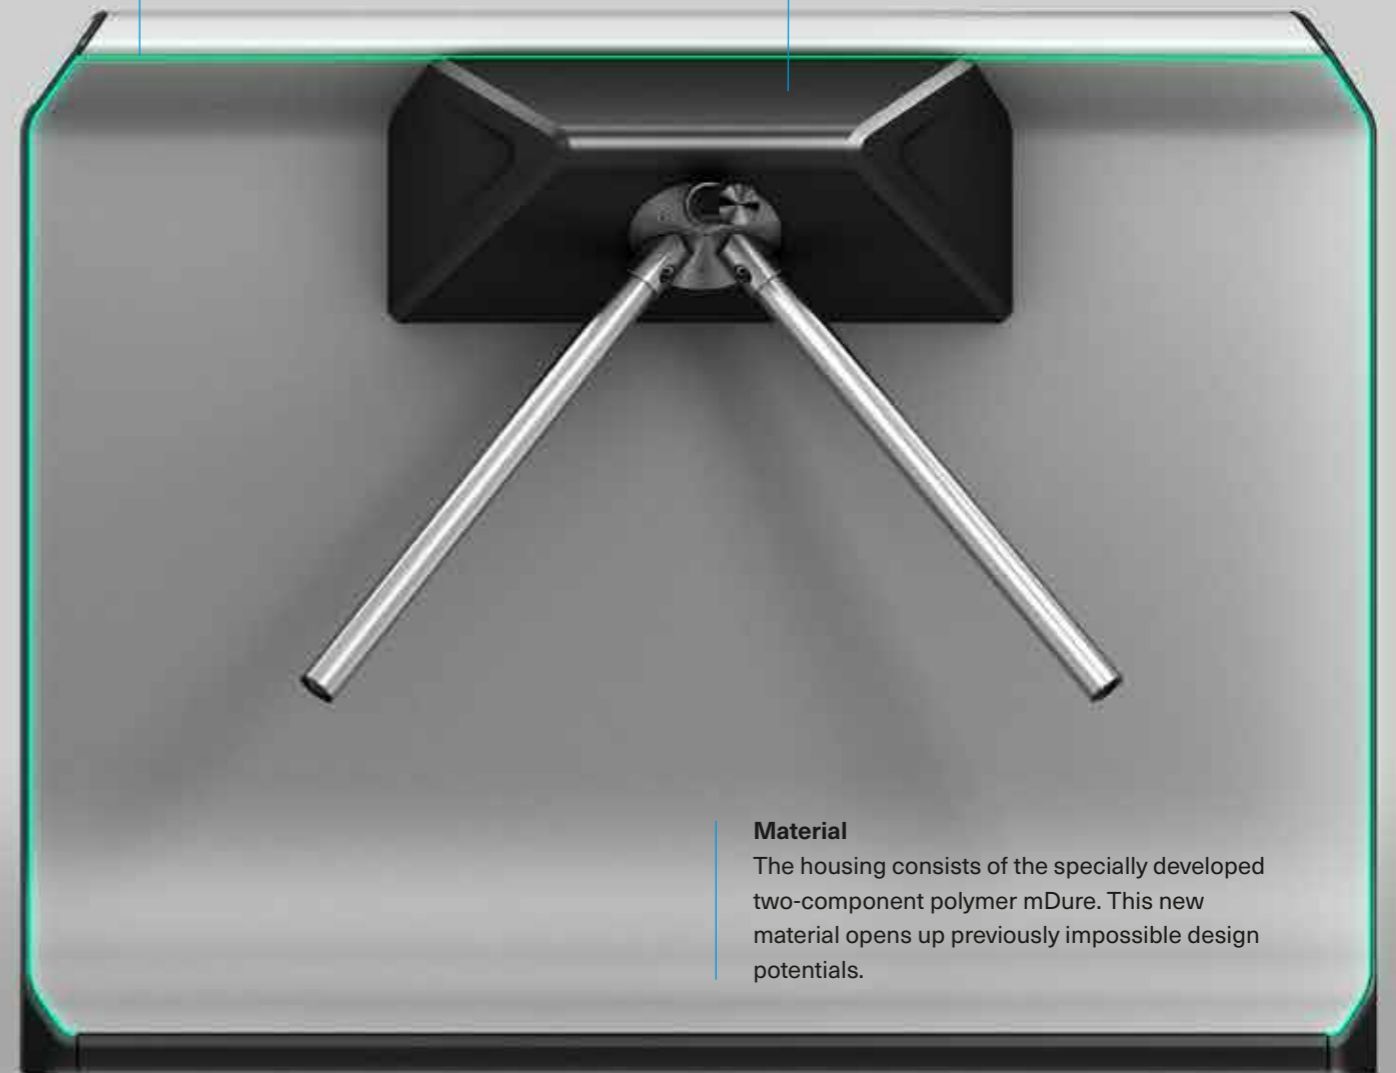 Material
The housing consists of the specially developed
two-component polymer mDure. This new
material opens up previously impossible design
potentials.